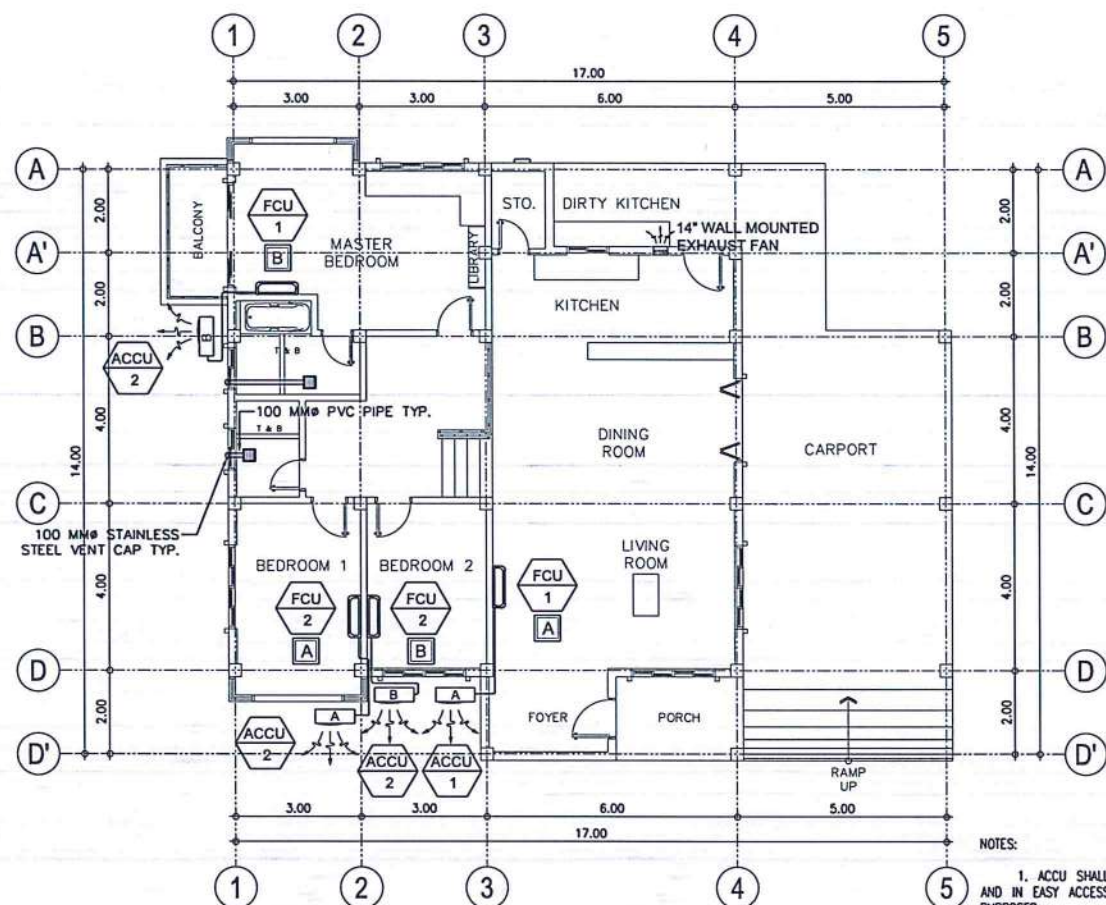 1 2 3 4 5
17.00
3.00 3.00 6.00 5.00
A A
2.00 2.00
BALCONY
FCU
1
B
MASTER
BEDROOM
LIBRARY
STO.
DIRTY KITCHEN
14" WALL MOUNTED
EXHAUST FAN
A' A'
2.00 2.00
KITCHEN
B B
B
ACCU
2
T & B
100 MMØ PVC PIPE TYP.
T & B
4.00 4.00
14.00 14.00
DINING
ROOM
CARPORT
C C
100 MMØ STAINLESS
STEEL VENT CAP TYP.
BEDROOM 1
BEDROOM 2
LIVING
ROOM
FCU
2
A
FCU
2
B
FCU
1
A
4.00 4.00
D D
A
B
A
ACCU
2
ACCU
2
ACCU
1
FOYER
PORCH
2.00 2.00
D' D'
RAMP
UP
3.00 3.00 6.00 5.00
17.00
1 2 3 4 5
NOTES:
1. ACCU SHALL
AND IN EASY ACCESS